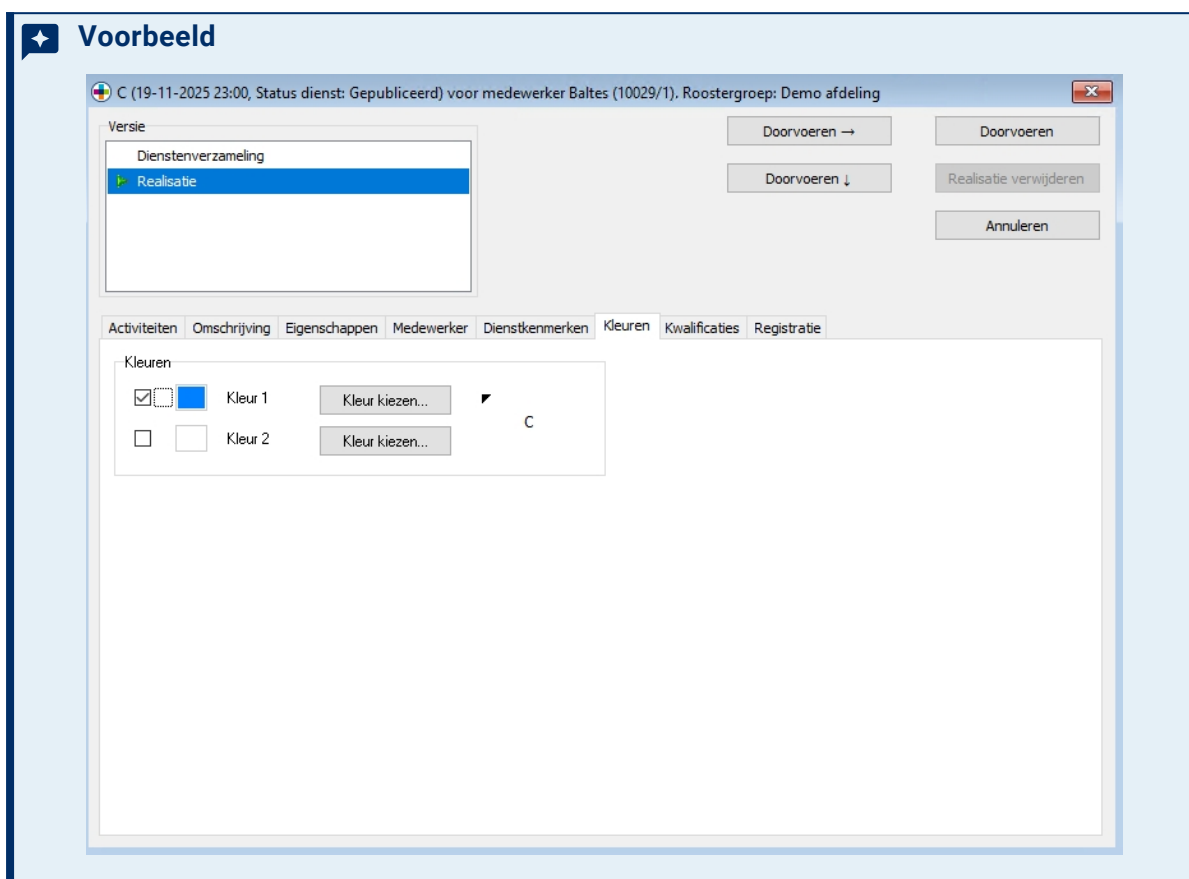 Voorbeeld
C (19-11-2025 23:00, Status dienst: Gepubliceerd) voor medewerker Baltes (10029/1). Roostergroep: Demo afdeling
Versie
Dienstenverzameling
Realisatie
Doorvoeren →
Doorvoeren
Doorvoeren ↓
Realisatie verwijderen
Annuleren
Activiteiten Omschrijving Eigenschappen Medewerker Dienstkenmerken Kleuren Kwalificaties Registratie
Kleuren
Kleur 1 Kleur kiezen...
C
Kleur 2 Kleur kiezen...